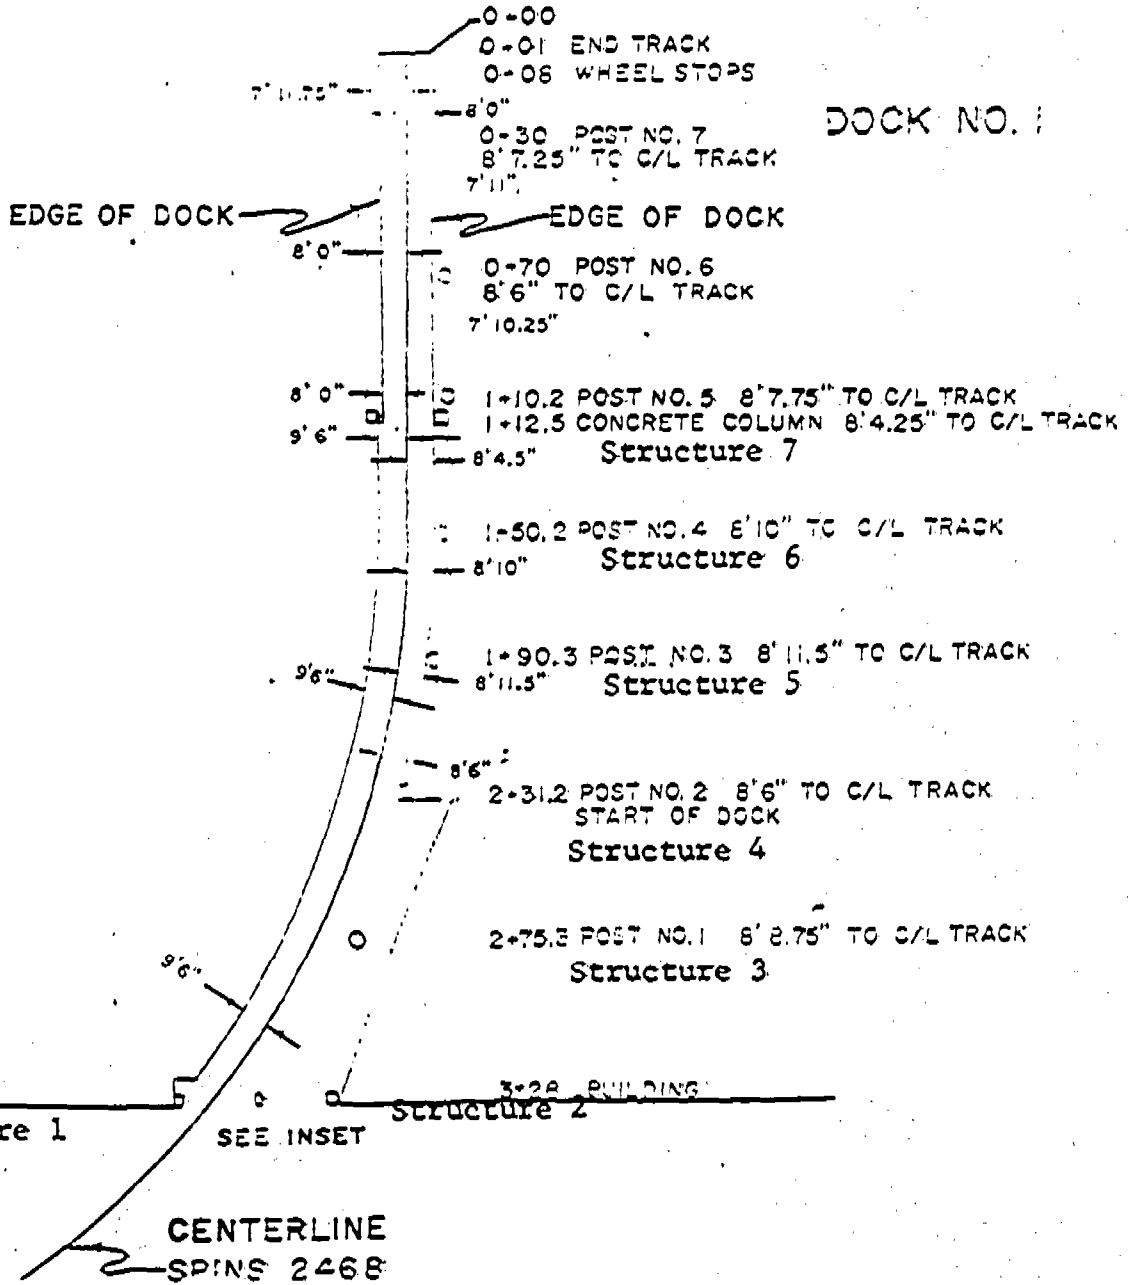 0+00
0+01 END TRACK
0+08 WHEEL STOPS
7' 11.75"
8'0"
DOCK NO. 1
0+30 POST NO. 7
8'7.25" TO C/L TRACK
7'11"
EDGE OF DOCK
EDGE OF DOCK
8'0"
0+70 POST NO. 6
8'6" TO C/L TRACK
7'10.25"
8'0"
1+10.2 POST NO. 5 8'7.75" TO C/L TRACK
1+12.5 CONCRETE COLUMN 8'4.25" TO C/L TRACK
9'6"
8'4.5"
Structure 7
1+50.2 POST NO. 4 8'10" TO C/L TRACK
Structure 6
8'10"
1+90.3 POST NO. 3 8'11.5" TO C/L TRACK
9'6"
8'11.5"
Structure 5
8'6"
2+31.2 POST NO. 2 8'6" TO C/L TRACK
START OF DOCK
Structure 4
2+75.3 POST NO. 1 8'8.75" TO C/L TRACK
Structure 3
9'6"
3+28 BUILDING
Structure 2
re 1
SEE INSET
CENTERLINE
SPINS 2468